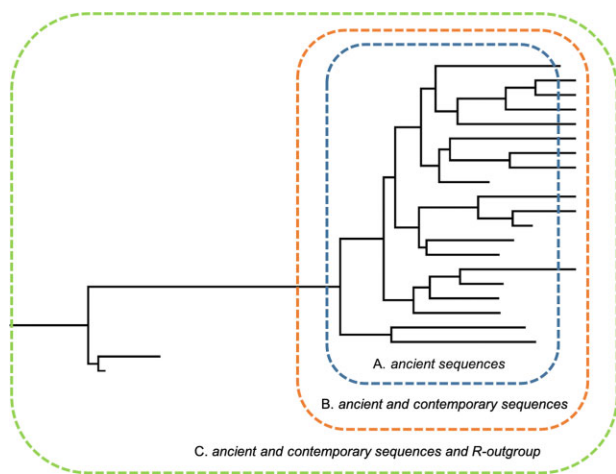 A. ancient sequences
B. ancient and contemporary sequences
C. ancient and contemporary sequences and R-outgroup